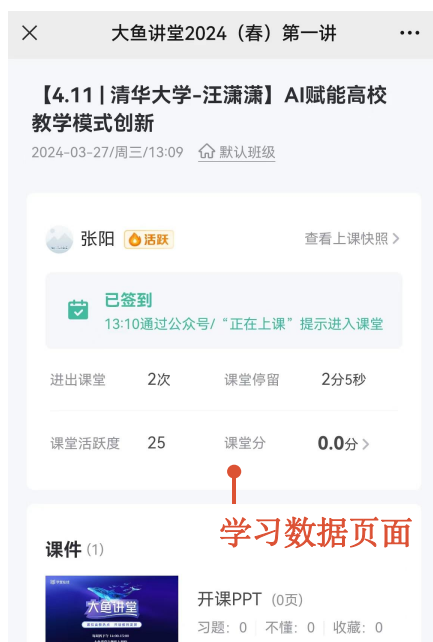 大鱼讲堂2024（春）第一讲
【4.11 | 清华大学-汪潇潇】AI赋能高校
教学模式创新
2024-03-27/周三/13:09 默认班级
张阳 活跃 查看上课快照
已签到
13:10通过公众号/“正在上课”提示进入课堂
进出课堂 2次 课堂停留 2分5秒
课堂活跃度 25 课堂分 0.0分
学习数据页面
课件 (1)
大鱼讲堂
开课PPT (0页)
习题: 0 不懂: 0 收藏: 0